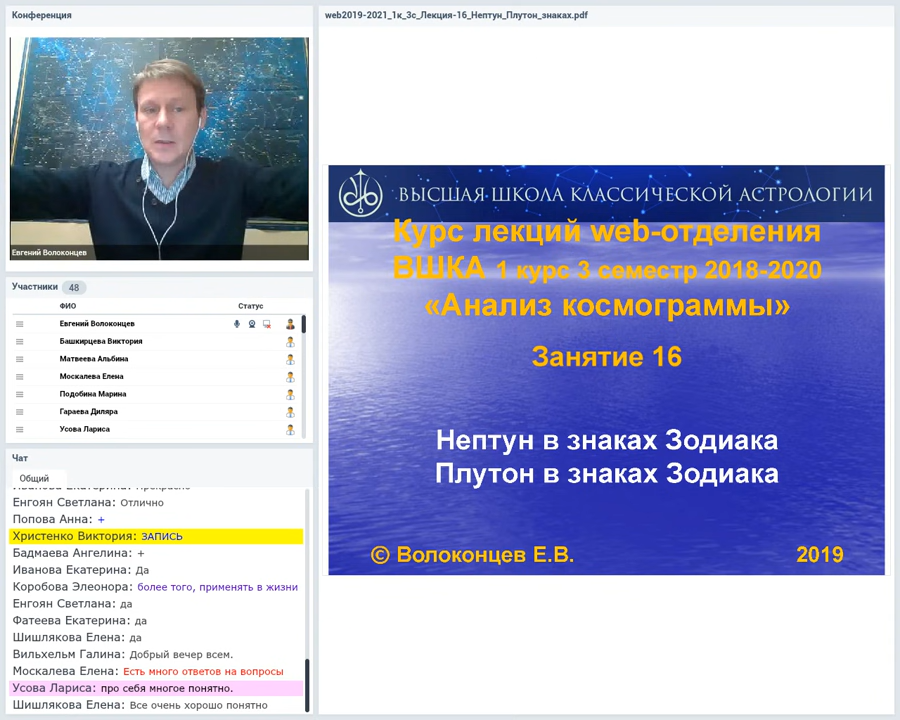 Конференция
Евгений Волоконцев
Участники 48
ФИО Статус
Евгений Волоконцев
Башкирцева Виктория
Матвеева Альбина
Москалева Елена
Подобина Марина
Гараева Диляра
Усова Лариса
Чат
Общий
Енгоян Светлана: Отлично
Попова Анна: +
Христенко Виктория: ЗАПИСЬ
Бадмаева Ангелина: +
Иванова Екатерина: Да
Коробова Элеонора: более того, применять в жизни
Енгоян Светлана: да
Фатеева Екатерина: да
Шишлякова Елена: да
Вильхельм Галина: Добрый вечер всем.
Москалева Елена: Есть много ответов на вопросы
Усова Лариса: про себя многое понятно.
Шишлякова Елена: Все очень хорошо понятно
web2019-2021_1к_3с_Лекция-16_Нептун_Плутон_знаках.pdf
ВЫСШАЯ ШКОЛА КЛАССИЧЕСКОЙ АСТРОЛОГИИ
Курс лекций web-отделения
ВШКА 1 курс 3 семестр 2018-2020
«Анализ космограммы»
Занятие 16
Нептун в знаках Зодиака
Плутон в знаках Зодиака
© Волоконцев Е.В. 2019